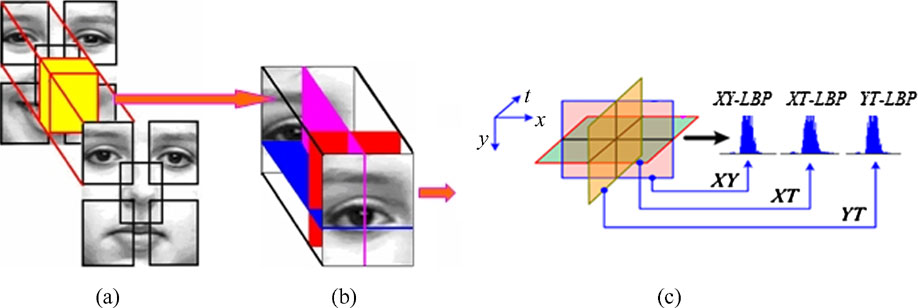 XY-LBP XT-LBP YT-LBP
t
x
y
XY
XT
YT
(a) (b) (c)